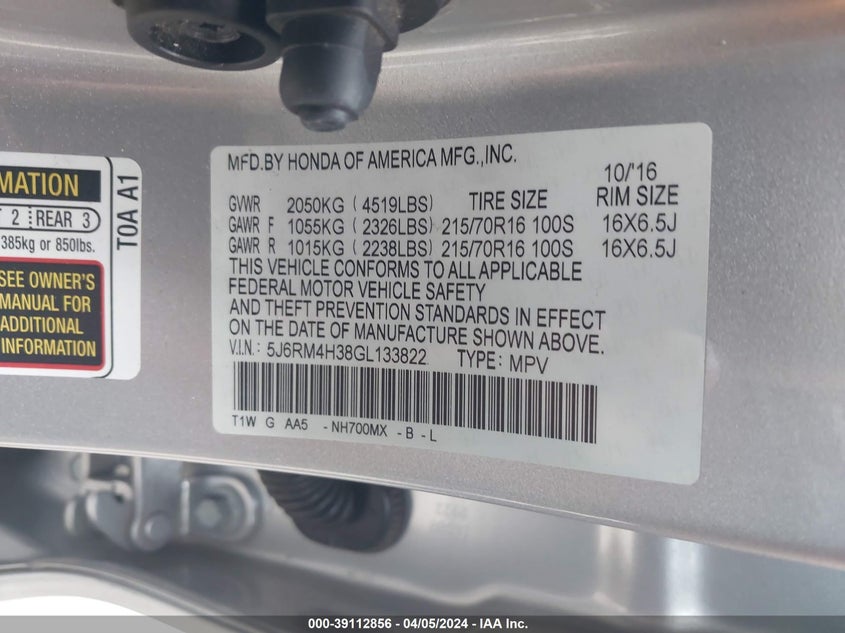 MATION
T 2 REAR 3
385kg or 850lbs.
SEE OWNER'S
MANUAL FOR
ADDITIONAL
INFORMATION
T0A A1
MFD.BY HONDA OF AMERICA MFG.,INC.
10/'16
GVWR 2050KG ( 4519LBS) TIRE SIZE RIM SIZE
GAWR F 1055KG ( 2326LBS) 215/70R16 100S 16X6.5J
GAWR R 1015KG ( 2238LBS) 215/70R16 100S 16X6.5J
THIS VEHICLE CONFORMS TO ALL APPLICABLE
FEDERAL MOTOR VEHICLE SAFETY
AND THEFT PREVENTION STANDARDS IN EFFECT
ON THE DATE OF MANUFACTURE SHOWN ABOVE.
V.I.N.: 5J6RM4H38GL133822 TYPE: MPV
T1W G AA5 - NH700MX - B - L
000-39112856 - 04/05/2024 - IAA Inc.